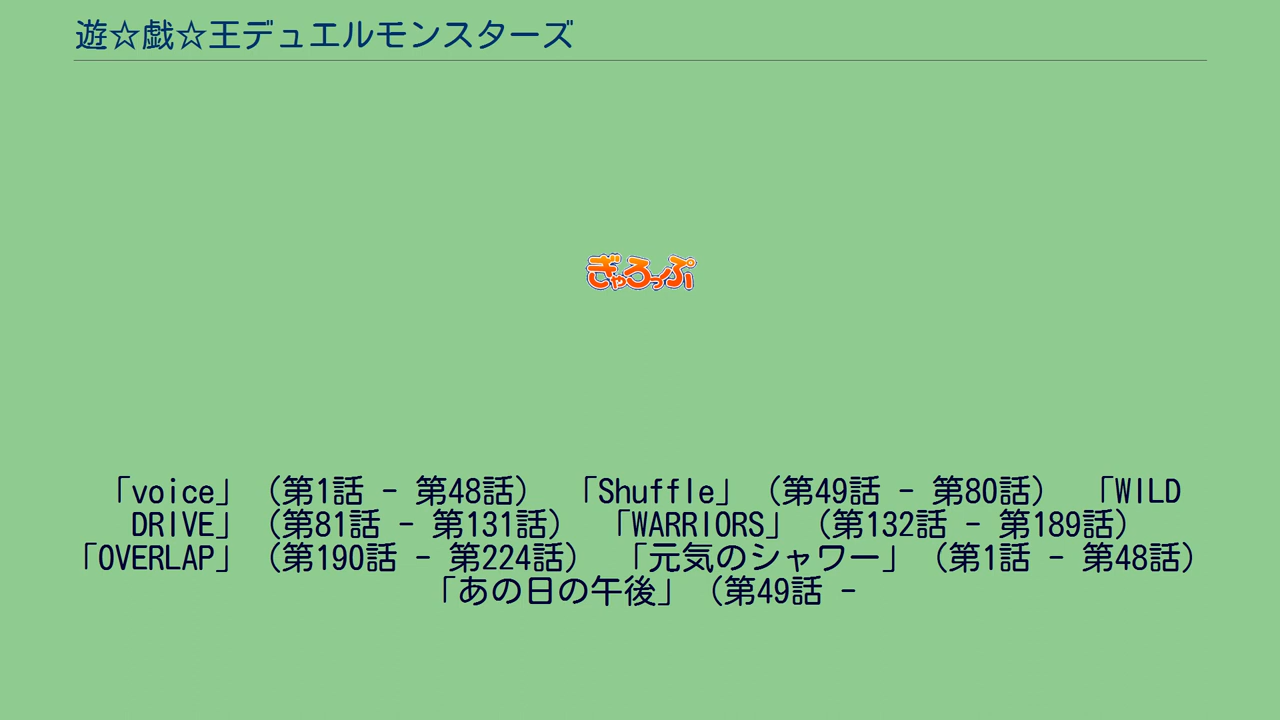 遊☆戯☆王デュエルモンスターズ
ぎゃろっぷ
「voice」（第1話 - 第48話）　「Shuffle」（第49話 - 第80話）　「WILD
DRIVE」（第81話 - 第131話）　「WARRIORS」（第132話 - 第189話）
「OVERLAP」（第190話 - 第224話）　「元気のシャワー」（第1話 - 第48話）
「あの日の午後」（第49話 -